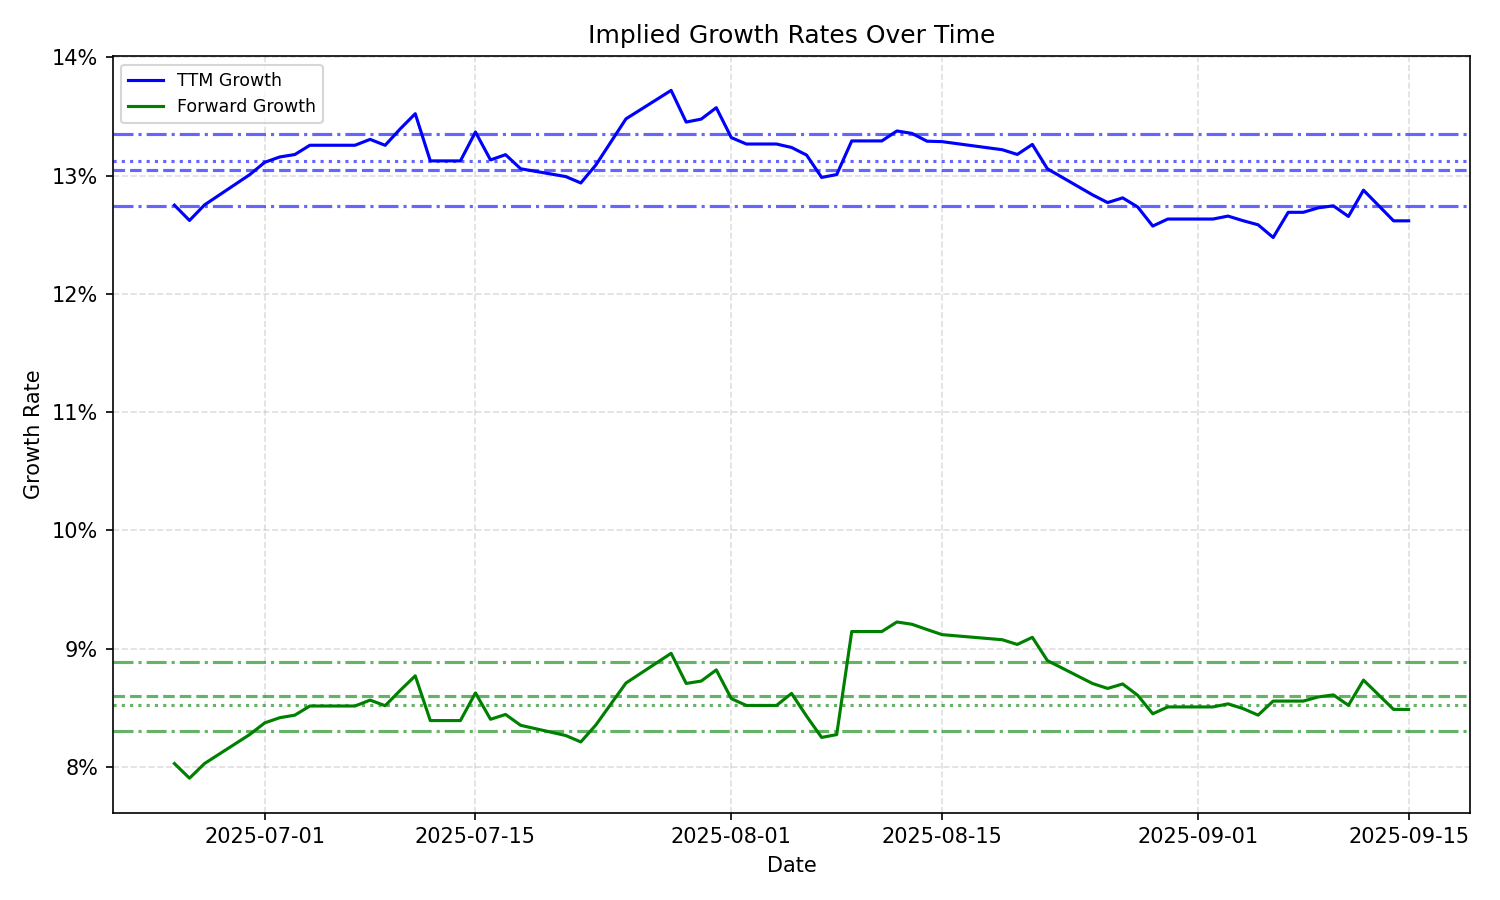 Implied Growth Rates Over Time
14%
13%
12%
11%
10%
9%
8%
Growth Rate
TTM Growth
Forward Growth
2025-07-01 2025-07-15 2025-08-01 2025-08-15 2025-09-01 2025-09-15
Date